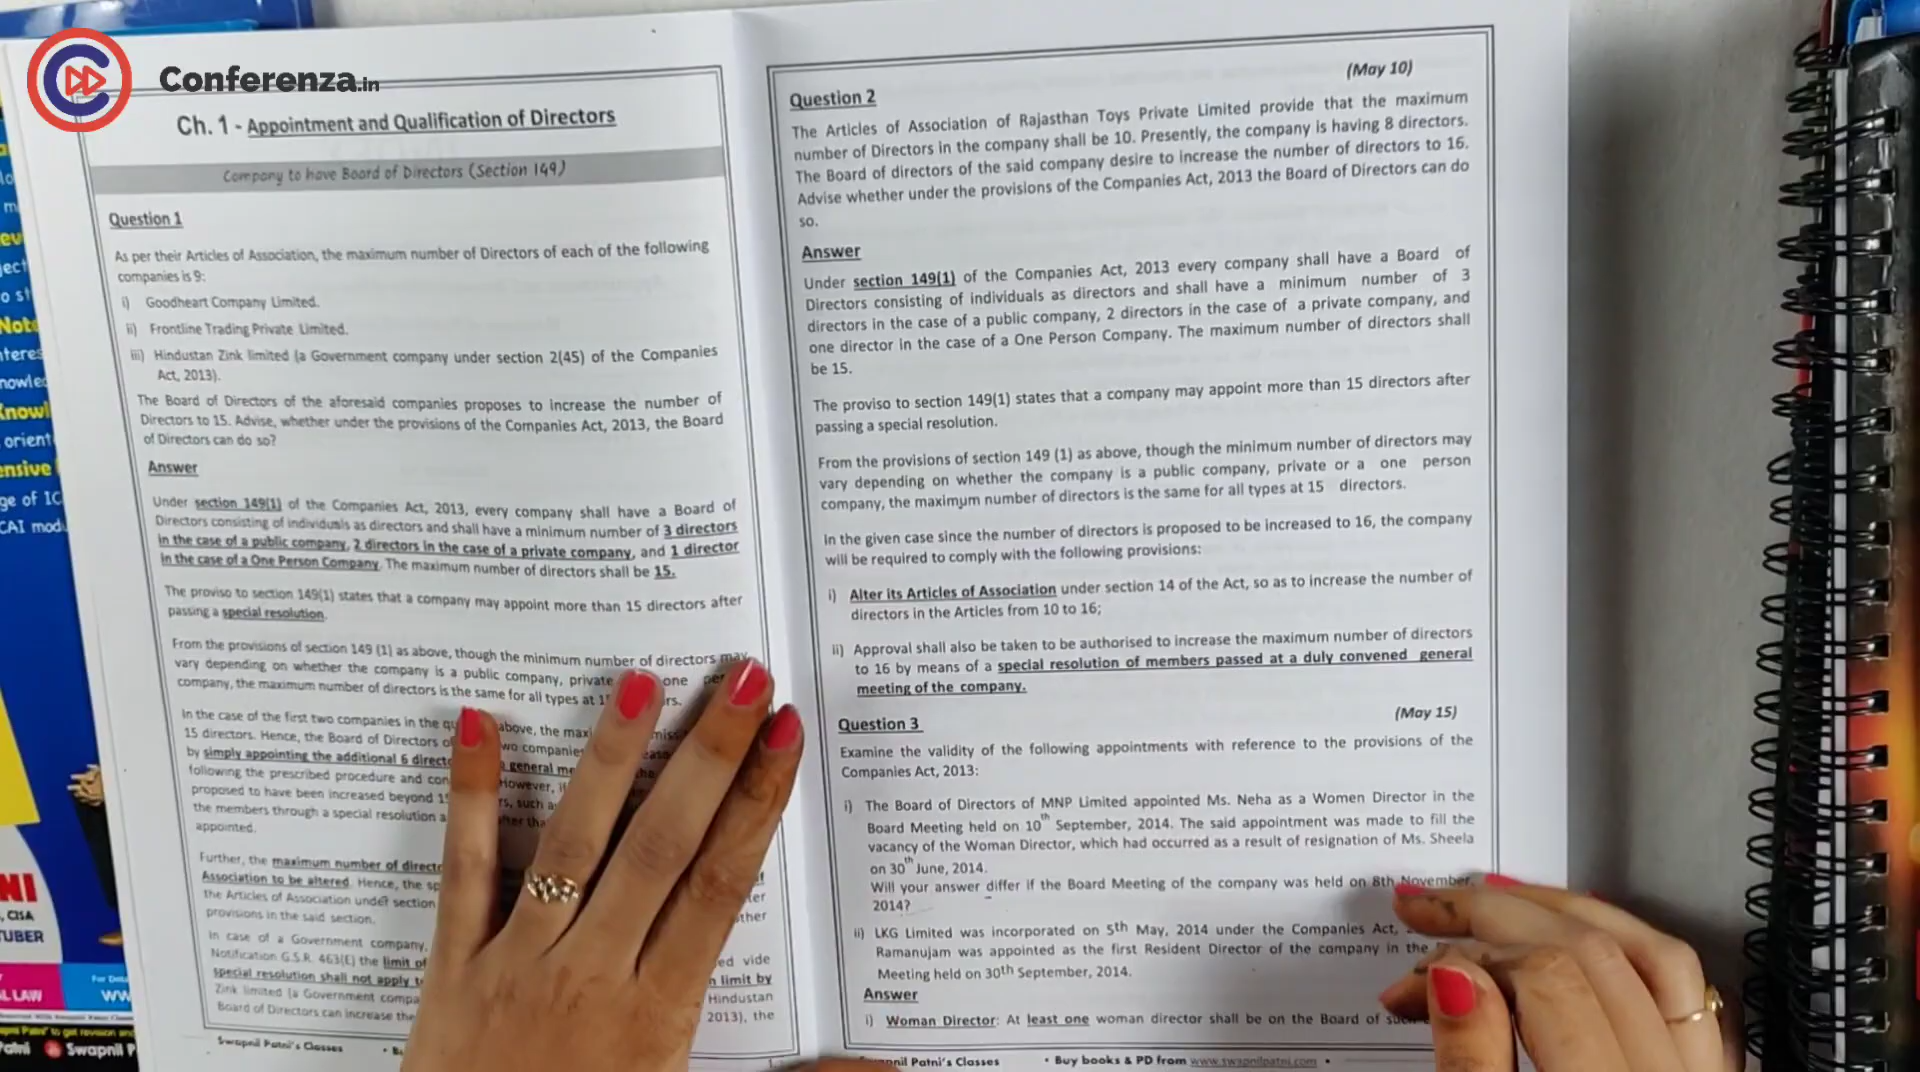 Conferenza.in
Ch. 1 - Appointment and Qualification of Directors
Company to have Board of Directors (Section 149)
Question 1
As per their Articles of Association, the maximum number of Directors of each of the following
companies is 9:
i) Goodheart Company Limited.
ii) Frontline Trading Private Limited.
iii) Hindustan Zink limited (a Government company under section 2(45) of the Companies
Act, 2013).
The Board of Directors of the aforesaid companies proposes to increase the number of
Directors to 15. Advise, whether under the provisions of the Companies Act, 2013, the Board
of Directors can do so?
Answer
Under section 149(1) of the Companies Act, 2013, every company shall have a Board of
Directors consisting of individuals as directors and shall have a minimum number of 3 directors
in the case of a public company, 2 directors in the case of a private company, and 1 director
in the case of a One Person Company. The maximum number of directors shall be 15.
The proviso to section 149(1) states that a company may appoint more than 15 directors after
passing a special resolution.
From the provisions of section 149 (1) as above, though the minimum number of directors may
vary depending on whether the company is a public company, private one
company, the maximum number of directors is the same for all types at
In the case of the first two companies in the above, the
15 directors. Hence, the Board of Directors two
by simply appointing the additional 6 general
following the prescribed procedure and However,
proposed to have been increased beyond such
the members through a special resolution
appointed.
Further, the maximum number of
Association to be altered. Hence, the
the Articles of Association under section
provisions in the said section.
In case of a Government company, vide
Notification G.S.R. 463(E) the limit of limit by
special resolution shall not apply Hindustan
Zink limited (a Government 2013), the
Board of Directors can increase the
Swapnil Patni's Classes
Question 2 (May 10)
The Articles of Association of Rajasthan Toys Private Limited provide that the maximum
number of Directors in the company shall be 10. Presently, the company is having 8 directors.
The Board of directors of the said company desire to increase the number of directors to 16.
Advise whether under the provisions of the Companies Act, 2013 the Board of Directors can do
so.
Answer
Under section 149(1) of the Companies Act, 2013 every company shall have a Board of
Directors consisting of individuals as directors and shall have a minimum number of 3
directors in the case of a public company, 2 directors in the case of a private company, and
one director in the case of a One Person Company. The maximum number of directors shall
be 15.
The proviso to section 149(1) states that a company may appoint more than 15 directors after
passing a special resolution.
From the provisions of section 149 (1) as above, though the minimum number of directors may
vary depending on whether the company is a public company, private or a one person
company, the maximum number of directors is the same for all types at 15 directors.
In the given case since the number of directors is proposed to be increased to 16, the company
will be required to comply with the following provisions:
i) Alter its Articles of Association under section 14 of the Act, so as to increase the number of
directors in the Articles from 10 to 16;
ii) Approval shall also be taken to be authorised to increase the maximum number of directors
to 16 by means of a special resolution of members passed at a duly convened general
meeting of the company.
Question 3 (May 15)
Examine the validity of the following appointments with reference to the provisions of the
Companies Act, 2013:
i) The Board of Directors of MNP Limited appointed Ms. Neha as a Women Director in the
Board Meeting held on 10th September, 2014. The said appointment was made to fill the
vacancy of the Woman Director, which had occurred as a result of resignation of Ms. Sheela
on 30th June, 2014.
Will your answer differ if the Board Meeting of the company was held on 8th November,
2014?
ii) LKG Limited was incorporated on 5th May, 2014 under the Companies Act,
Ramanujam was appointed as the first Resident Director of the company in the
Meeting held on 30th September, 2014.
Answer
i) Woman Director: At least one woman director shall be on the Board of
Patni's Classes • Buy books & PD from www.swapnilpatni.com •
ge of
CAI
NI
, CISA
TUBER
LAW
WW
Patni Swapnil P